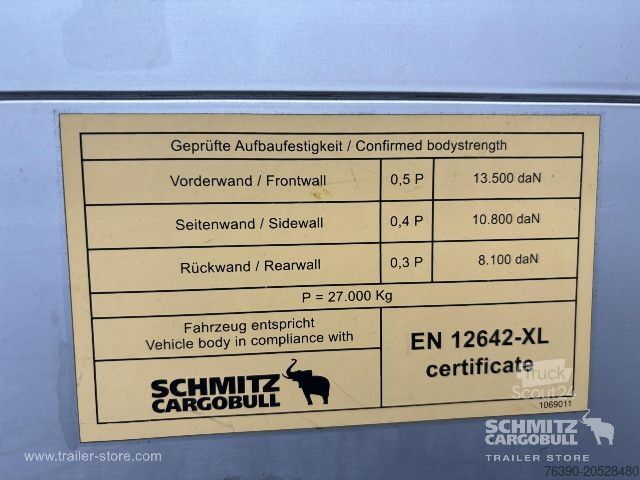 Geprüfte Aufbaufestigkeit / Confirmed bodystrength
Vorderwand / Frontwall 0,5 P 13.500 daN
Seitenwand / Sidewall 0,4 P 10.800 daN
Rückwand / Rearwall 0,3 P 8.100 daN
P = 27.000 Kg
Fahrzeug entspricht
Vehicle body in compliance with
EN 12642-XL
certificate
SCHMITZ
CARGOBULL
Truck
Scout24
1069011
SCHMITZ
CARGOBULL
TRAILER STORE
www.trailer-store.com
76390-20528480